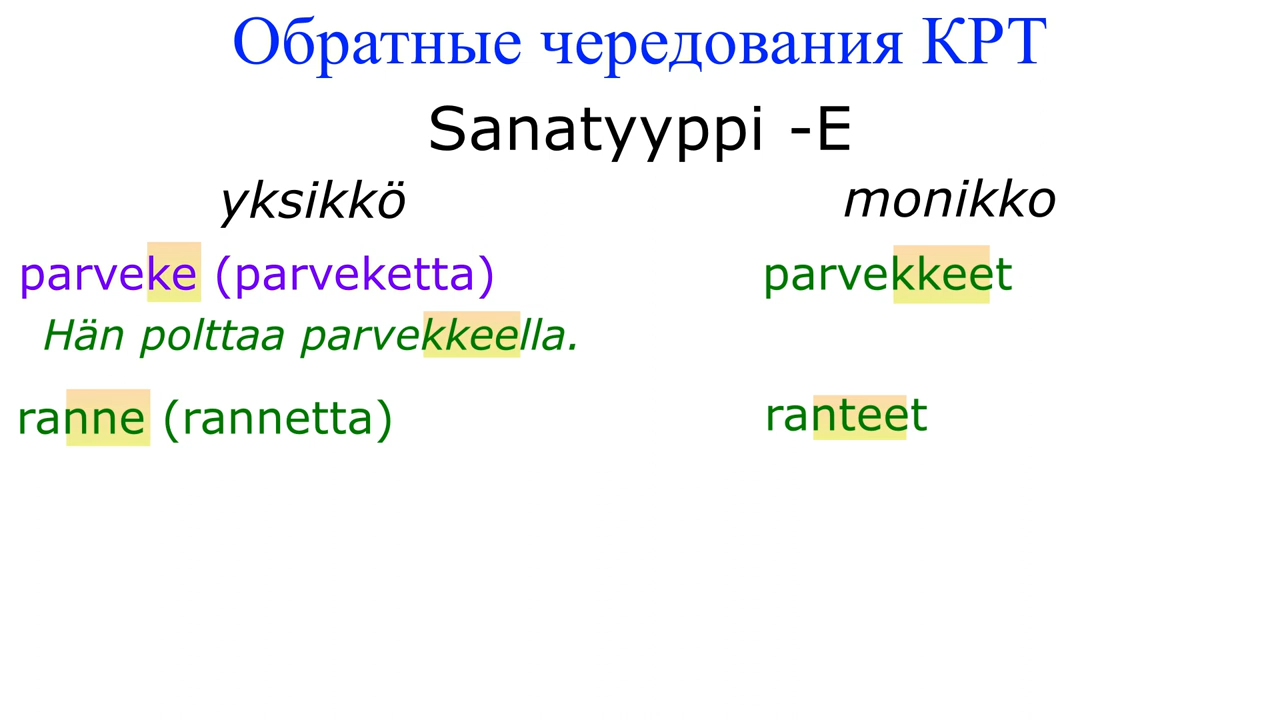 Обратные чередования КРТ
Sanatyyppi -E
yksikkö
monikko
parveke (parveketta)
parvekkeet
Hän polttaa parvekkeella.
ranne (rannetta)
ranteet